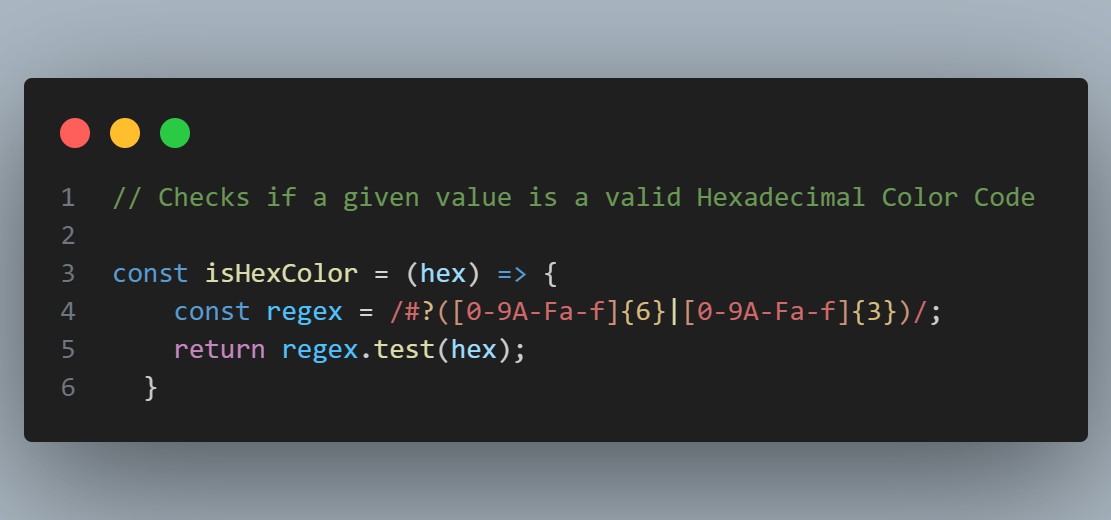 1 // Checks if a given value is a valid Hexadecimal Color Code
2
3 const isHexColor = (hex) => {
4     const regex = /#?([0-9A-Fa-f]{6}|[0-9A-Fa-f]{3})/;
5     return regex.test(hex);
6   }